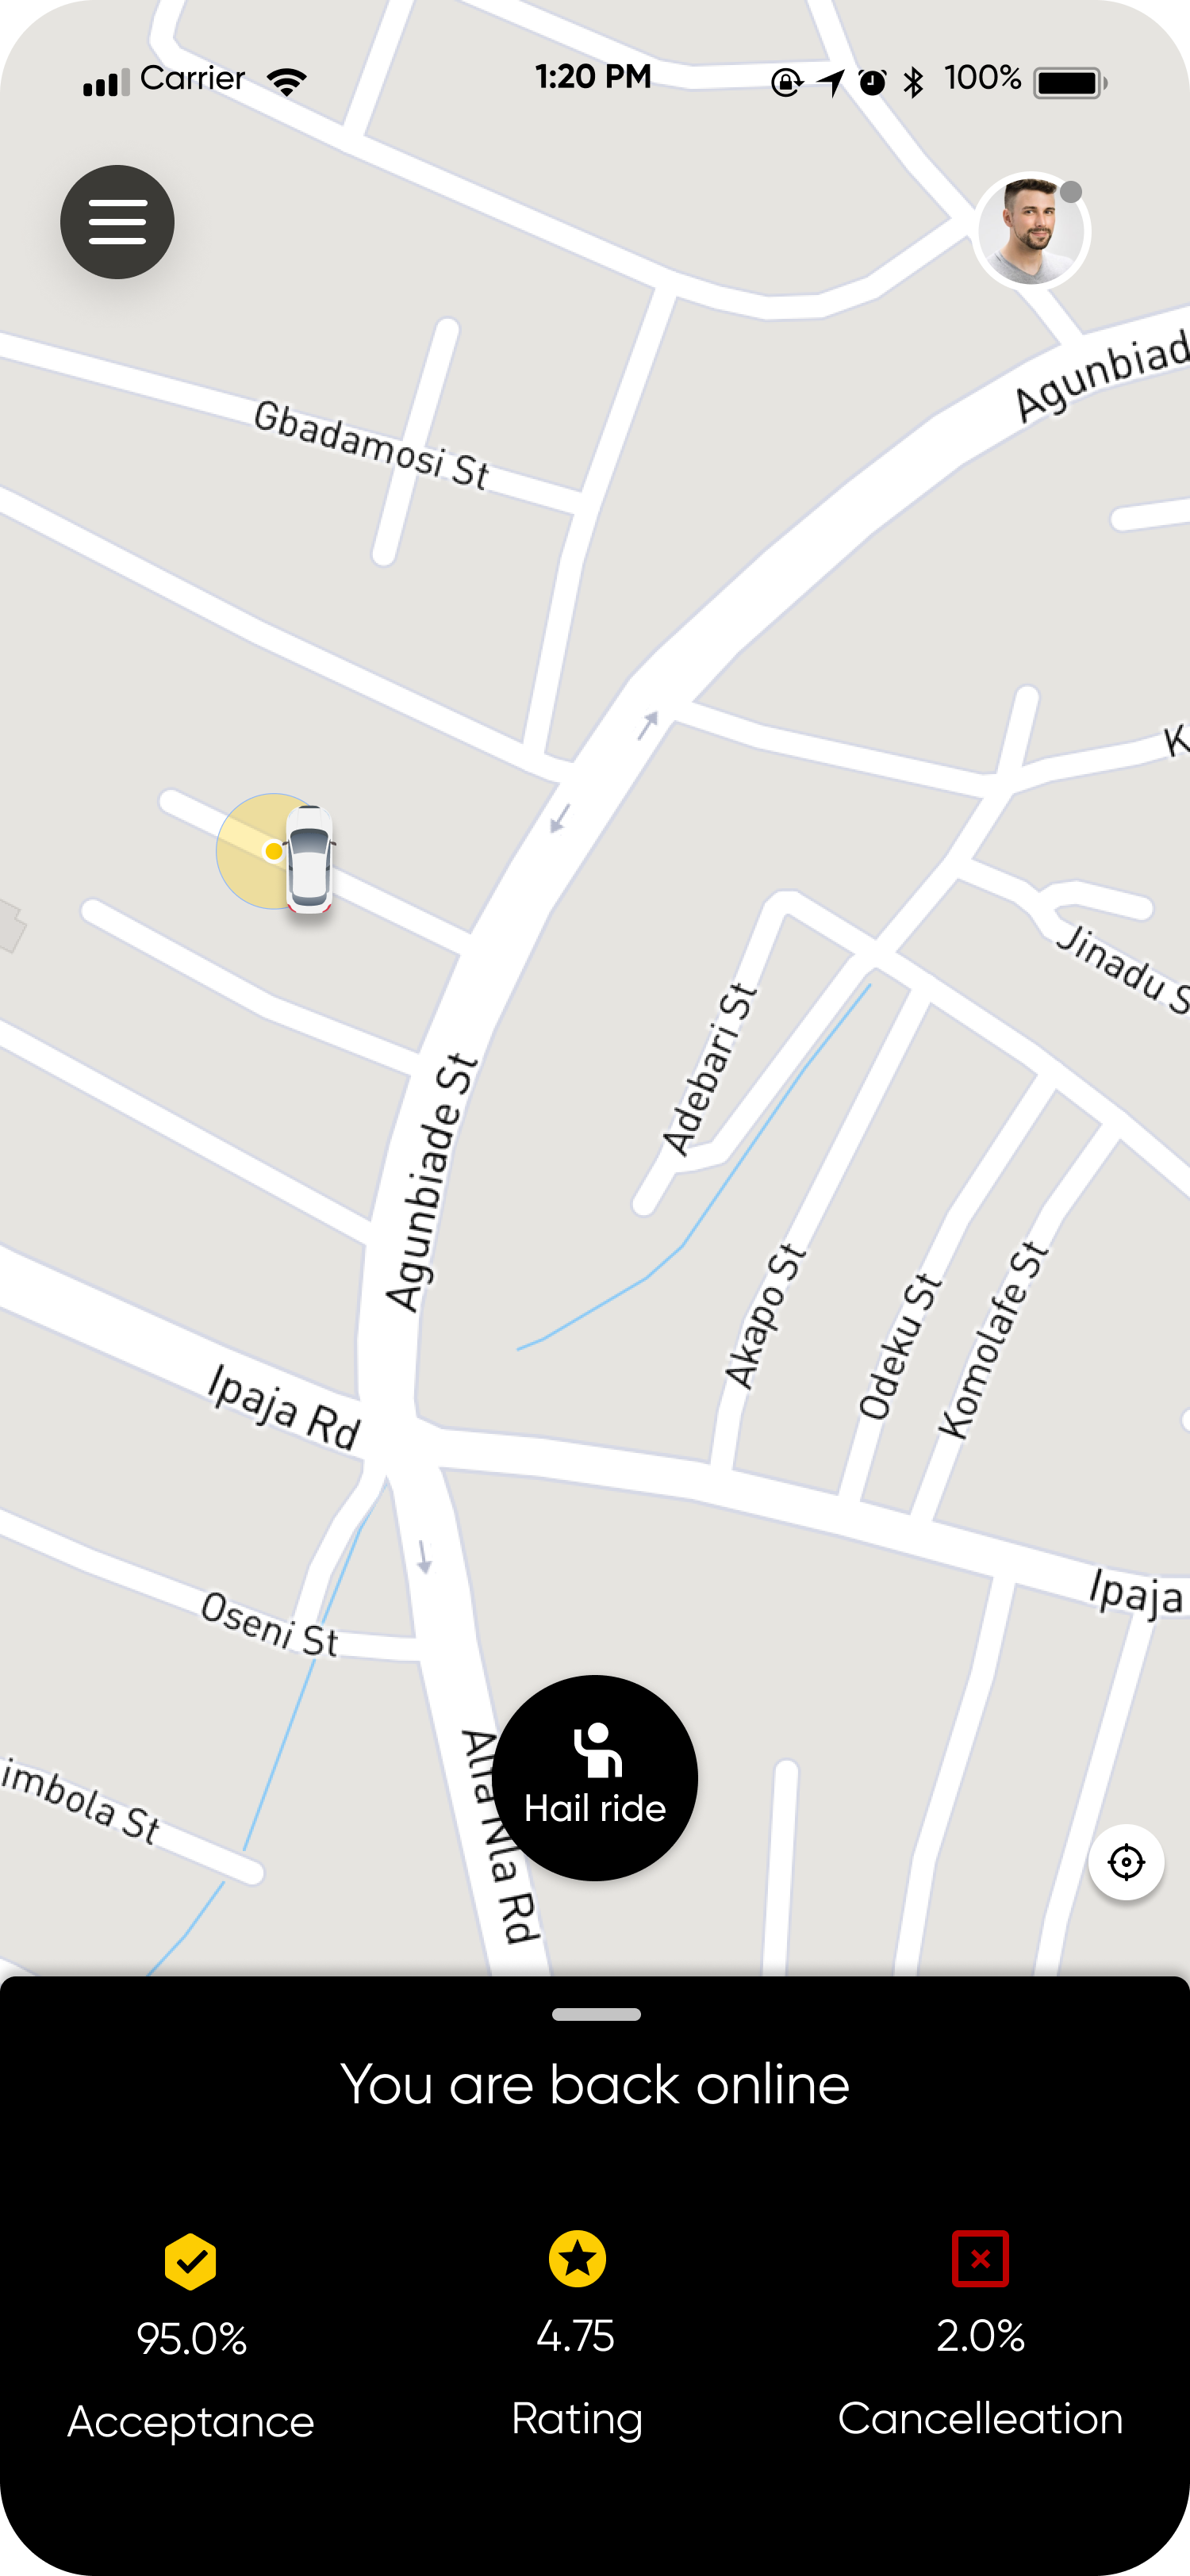 Carrier 1:20 PM 100%
Agunbiad
Gbadamosi St
K
Jinadu S
Adebari St
Agunbiade St
Akapo St
Odeku St
Komolafe St
Ipaja Rd
Ipaja
Oseni St
imbola St
Alfa Nla Rd
Hail ride
You are back online
95.0% 4.75 2.0%
Acceptance Rating Cancelleation